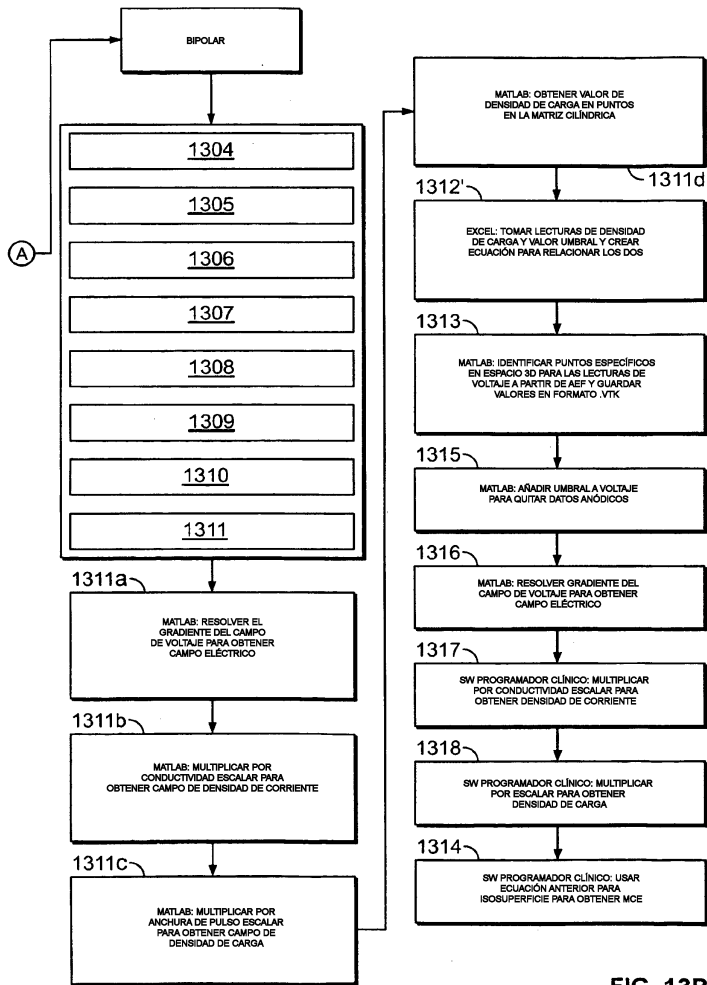 BIPOLAR
A
1304
1305
1306
1307
1308
1309
1310
1311
1311a
MATLAB: RESOLVER EL
GRADIENTE DEL CAMPO
DE VOLTAJE PARA OBTENER
CAMPO ELÉCTRICO
1311b
MATLAB: MULTIPLICAR POR
CONDUCTIVIDAD ESCALAR PARA
OBTENER CAMPO DE DENSIDAD DE CORRIENTE
1311c
MATLAB: MULTIPLICAR POR
ANCHURA DE PULSO ESCALAR
PARA OBTENER CAMPO DE
DENSIDAD DE CARGA
MATLAB: OBTENER VALOR DE
DENSIDAD DE CARGA EN PUNTOS
EN LA MATRIZ CILÍNDRICA
1311d
1312'
EXCEL: TOMAR LECTURAS DE DENSIDAD
DE CARGA Y VALOR UMBRAL Y CREAR
ECUACIÓN PARA RELACIONAR LOS DOS
1313
MATLAB: IDENTIFICAR PUNTOS ESPECÍFICOS
EN ESPACIO 3D PARA LAS LECTURAS DE
VOLTAJE A PARTIR DE AEF Y GUARDAR
VALORES EN FORMATO .VTK
1315
MATLAB: AÑADIR UMBRAL A VOLTAJE
PARA QUITAR DATOS ANÓDICOS
1316
MATLAB: RESOLVER GRADIENTE DEL
CAMPO DE VOLTAJE PARA OBTENER
CAMPO ELÉCTRICO
1317
SW PROGRAMADOR CLÍNICO: MULTIPLICAR
POR CONDUCTIVIDAD ESCALAR PARA
OBTENER DENSIDAD DE CORRIENTE
1318
SW PROGRAMADOR CLÍNICO: MULTIPLICAR
POR ESCALAR PARA OBTENER
DENSIDAD DE CARGA
1314
SW PROGRAMADOR CLÍNICO: USAR
ECUACIÓN ANTERIOR PARA
ISOSUPERFICIE PARA OBTENER MCE
FIG. 13B